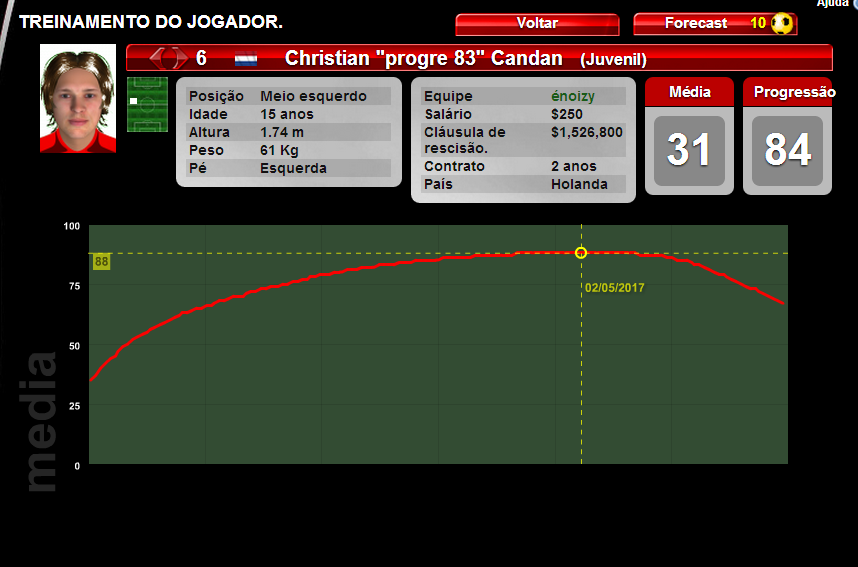 Ajuda
TREINAMENTO DO JOGADOR.
Voltar
Forecast 10
6 Christian "progre 83" Candan (Juvenil)
Posição Meio esquerdo
Idade 15 anos
Altura 1.74 m
Peso 61 Kg
Pé Esquerda
Equipe énoizy
Salário $250
Cláusula de rescisão. $1,526,800
Contrato 2 anos
País Holanda
Média
31
Progressão
84
100
88
75
02/05/2017
50
25
0
media